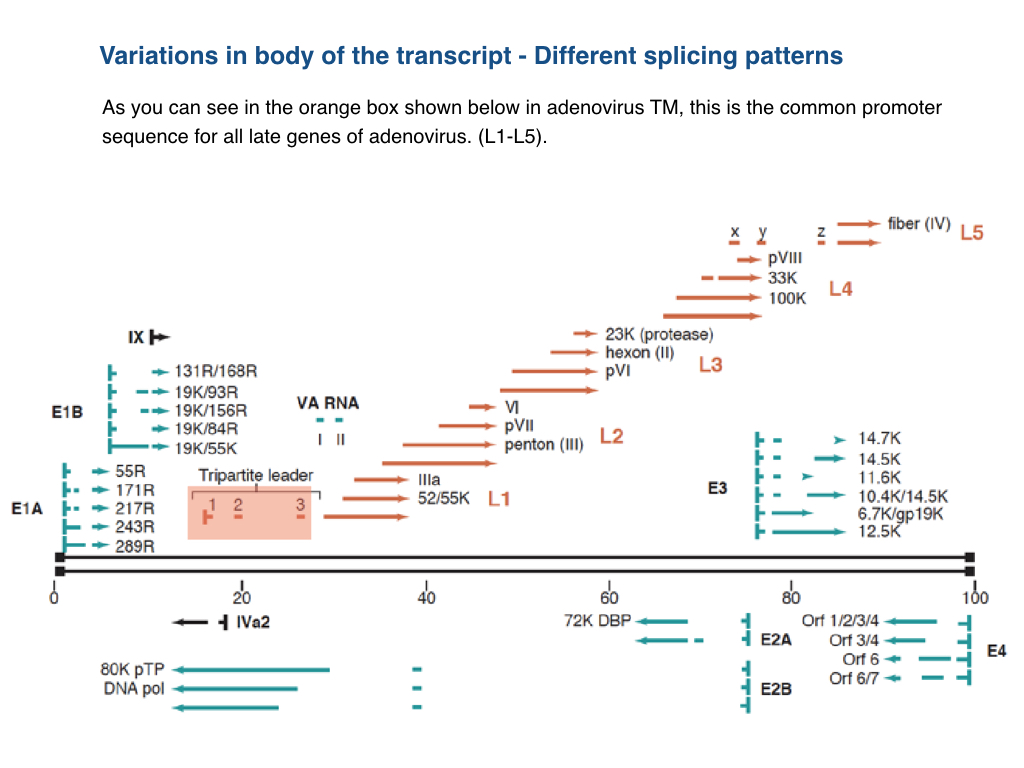 Variations in body of the transcript - Different splicing patterns
As you can see in the orange box shown below in adenovirus TM, this is the common promoter
sequence for all late genes of adenovirus. (L1-L5).
fiber (IV)
L5
x y z
pVIII
33K
100K
L4
IX
23K (protease)
hexon (II)
pVI
L3
131R/168R
19K/93R
19K/156R
19K/84R
19K/55K
E1B
VA RNA
I II
VI
pVII
penton (III)
L2
55R
171R
217R
243R
289R
E1A
Tripartite leader
1 2 3
IIIa
52/55K
L1
E3
14.7K
14.5K
11.6K
10.4K/14.5K
6.7K/gp19K
12.5K
0 20 40 60 80 100
IVa2
72K DBP
E2A
Orf 1/2/3/4
Orf 3/4
Orf 6
Orf 6/7
E4
80K pTP
DNA pol
E2B